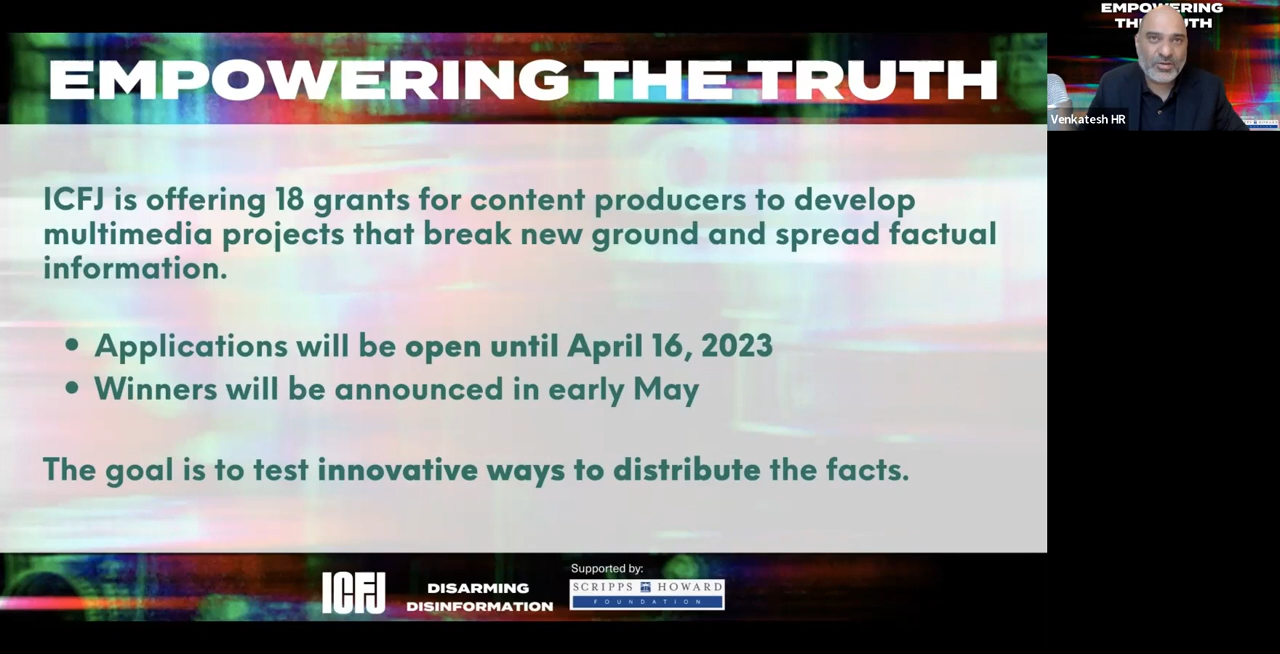 EMPOWERING THE TRUTH
ICFJ is offering 18 grants for content producers to develop
multimedia projects that break new ground and spread factual
information.
• Applications will be open until April 16, 2023
• Winners will be announced in early May
The goal is to test innovative ways to distribute the facts.
ICFJ
DISARMING
DISINFORMATION
Supported by:
SCRIPPS HOWARD
FOUNDATION
EMPOWERING
Venkatesh HR